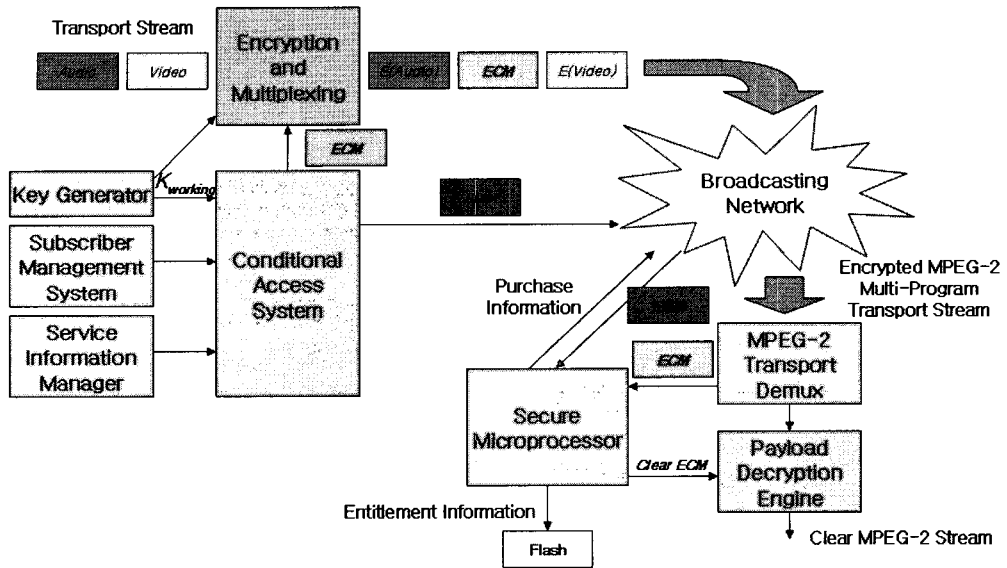 Transport Stream
Audio
Video
Encryption
and
Multiplexing
E(Audio)
ECM
E(Video)
ECM
Key Generator
Kworking
Subscriber
Management
System
Service
Information
Manager
Conditional
Access
System
Broadcasting
Network
Purchase
Information
Encrypted MPEG-2
Multi-Program
Transport Stream
ECM
MPEG-2
Transport
Demux
Secure
Microprocessor
Clear ECM
Payload
Decryption
Engine
Entitlement Information
Flash
Clear MPEG-2 Stream